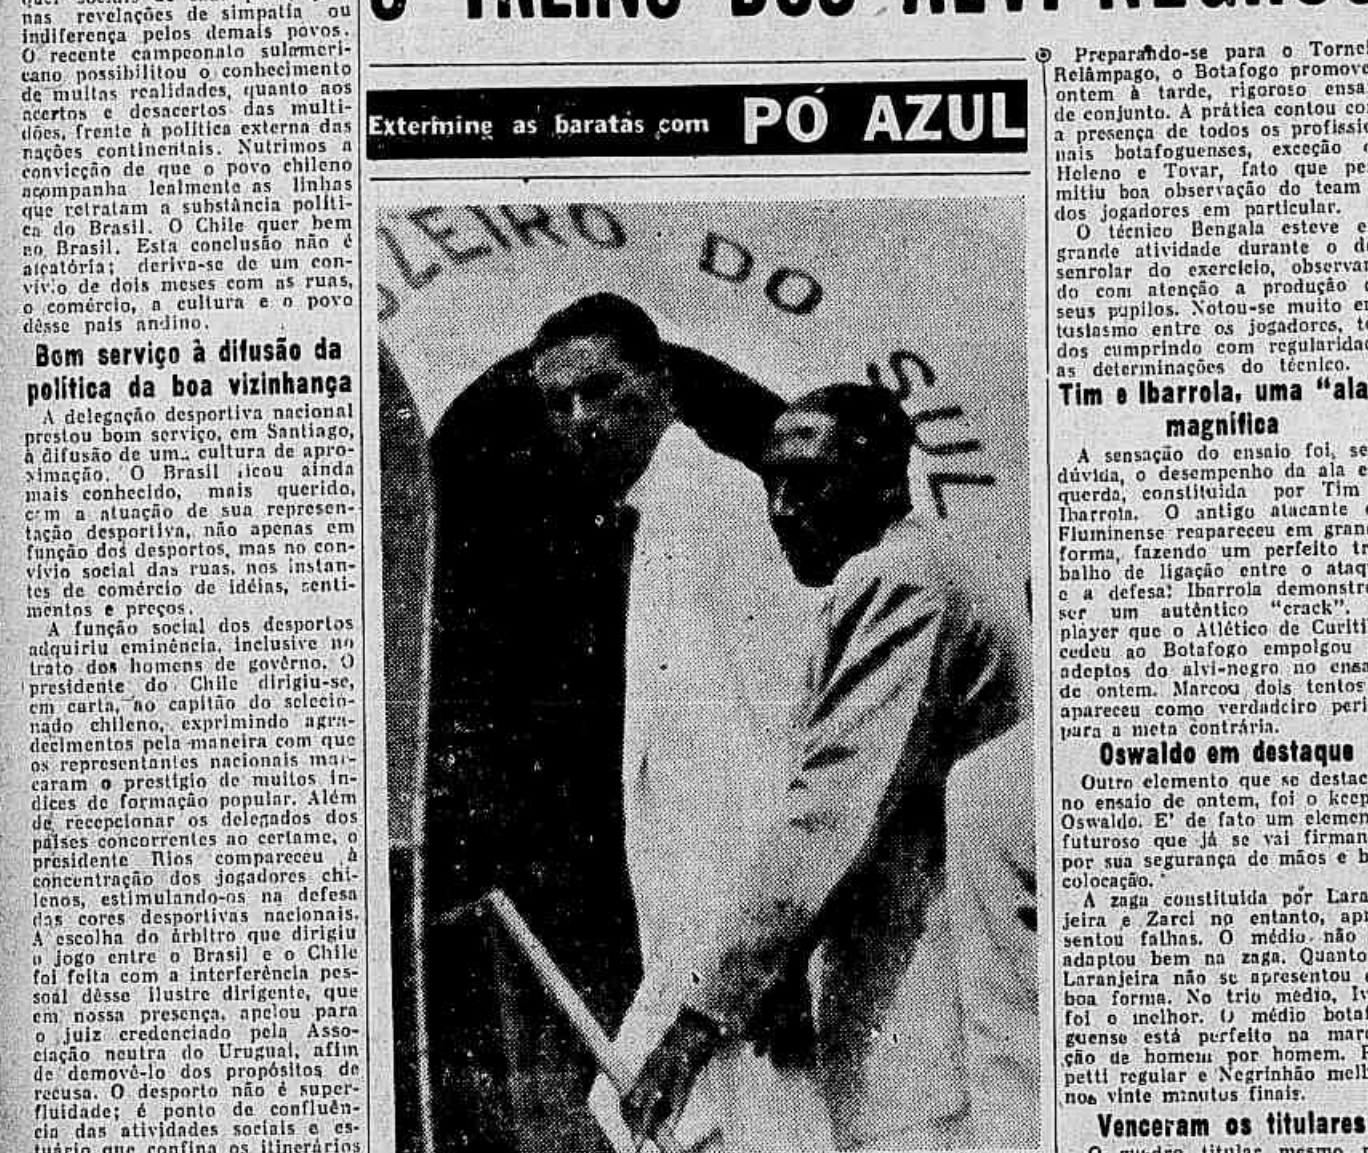 nas revelações de simpatia ou
indiferença pelos demais povos.
O recente campeonato sulameri-
cano possibilitou o conhecimento
de muitas realidades, quanto aos
acertos e desacertos das multi-
dões, frente à política externa das
nações continentais. Nutrimos a
convicção de que o povo chileno
acompanha lealmente as linhas
que retratam a substância políti-
ca do Brasil. O Chile quer bem
ao Brasil. Esta conclusão não é
aleatória; deriva-se de um con-
vívio de dois meses com as ruas,
o comércio, a cultura e o povo
dêsse país andino.
Bom serviço à difusão da
política da boa vizinhança
A delegação desportiva nacional
prestou bom serviço, em Santiago,
à difusão de uma cultura de apro-
ximação. O Brasil ficou ainda
mais conhecido, mais querido,
com a atuação de sua represen-
tação desportiva, não apenas em
função dos desportos, mas no con-
vívio social das ruas, nos instan-
tes de comércio de idéias, senti-
mentos e preços.
A função social dos desportos
adquiriu eminência, inclusive no
trato dos homens de govêrno. O
presidente do Chile dirigiu-se,
em carta, ao capitão do selecio-
nado chileno, exprimindo agra-
decimentos pela maneira com que
os representantes nacionais mar-
caram o prestigio de muitos in-
dices de formação popular. Além
de recepcionar os delegados dos
países concorrentes ao certame, o
presidente Rios compareceu à
concentração dos jogadores chi-
lenos, estimulando-os na defesa
das cores desportivas nacionais.
A escolha do árbitro que dirigiu
o jogo entre o Brasil e o Chile
foi feita com a interferência pes-
soal dêsse ilustre dirigente, que
em nossa presença, apelou para
o juiz credenciado pela Asso-
ciação neutra do Uruguai, afim
de demovê-lo dos propósitos de
recusa. O desporto não é super-
fluidade; é ponto de confluên-
cia das atividades sociais e es-
tuário que confina os itinerários
O TREINO DOS ALVI-NEGROS
Extermine as baratas com PÓ AZUL
LEIRO DO SUL
Preparando-se para o Torne
Relâmpago, o Botafogo promove
ontem à tarde, rigoroso ensa
de conjunto. A prática contou co
a presença de todos os profissi
nais botafoguenses, exceção
Heleno e Tovar, fato que pe
mitiu boa observação do team
dos jogadores em particular.
O técnico Bengala esteve e
grande atividade durante o d
senrolar do exercício, observan
do com atenção a produção
seus pupilos. Notou-se muito en
tusiasmo entre os jogadores, to
dos cumprindo com regularidad
as determinações do técnico.
Tim e Ibarrola, uma "ala
magnífica
A sensação do ensaio foi, se
dúvida, o desempenho da ala e
querda, constituida por Tim
Ibarrola. O antigo atacante
Fluminense reapareceu em gran
forma, fazendo um perfeito tr
balho de ligação entre o ataq
e a defesa; Ibarrola demonstr
ser um autêntico "crack".
player que o Atlético de Curiti
cedeu ao Botafogo empolgou
adeptos do alvi-negro no ensa
de ontem. Marcou dois tentos
apareceu como verdadeiro peri
para a meta contrária.
Oswaldo em destaque
Outro elemento que se destac
no ensaio de ontem, foi o keep
Oswaldo. E' de fato um elemen
futuroso que já se vai firman
por sua segurança de mãos e b
colocação.
A zaga constituida por Lara
jeira e Zarci no entanto, apr
sentou falhas. O médio não
adaptou bem na zaga. Quanto
Laranjeira não se apresentou
boa forma. No trio médio, Iv
foi o melhor. O médio botaf
guense está perfeito na marc
ção de homem por homem. P
petti regular e Negrinhão melh
nos vinte minutos finais.
Venceram os titulares
O quadro titular mesmo